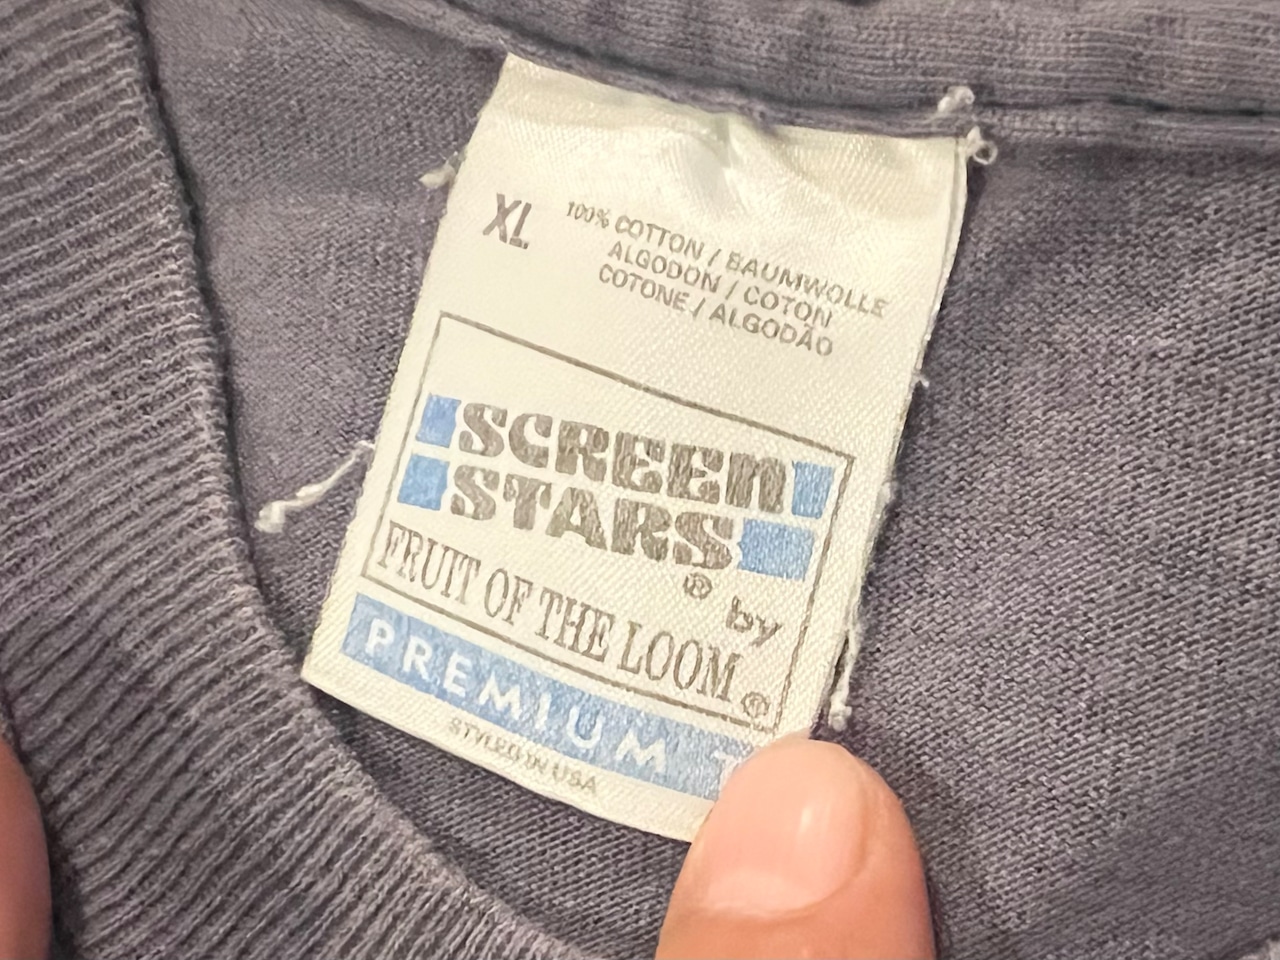 XL
100% COTTON / BAUMWOLLE
ALGODON / COTON
COTONE / ALGODÃO
SCREEN
STARS® by
FRUIT OF THE LOOM®
PREMIUM T
STYLED IN USA